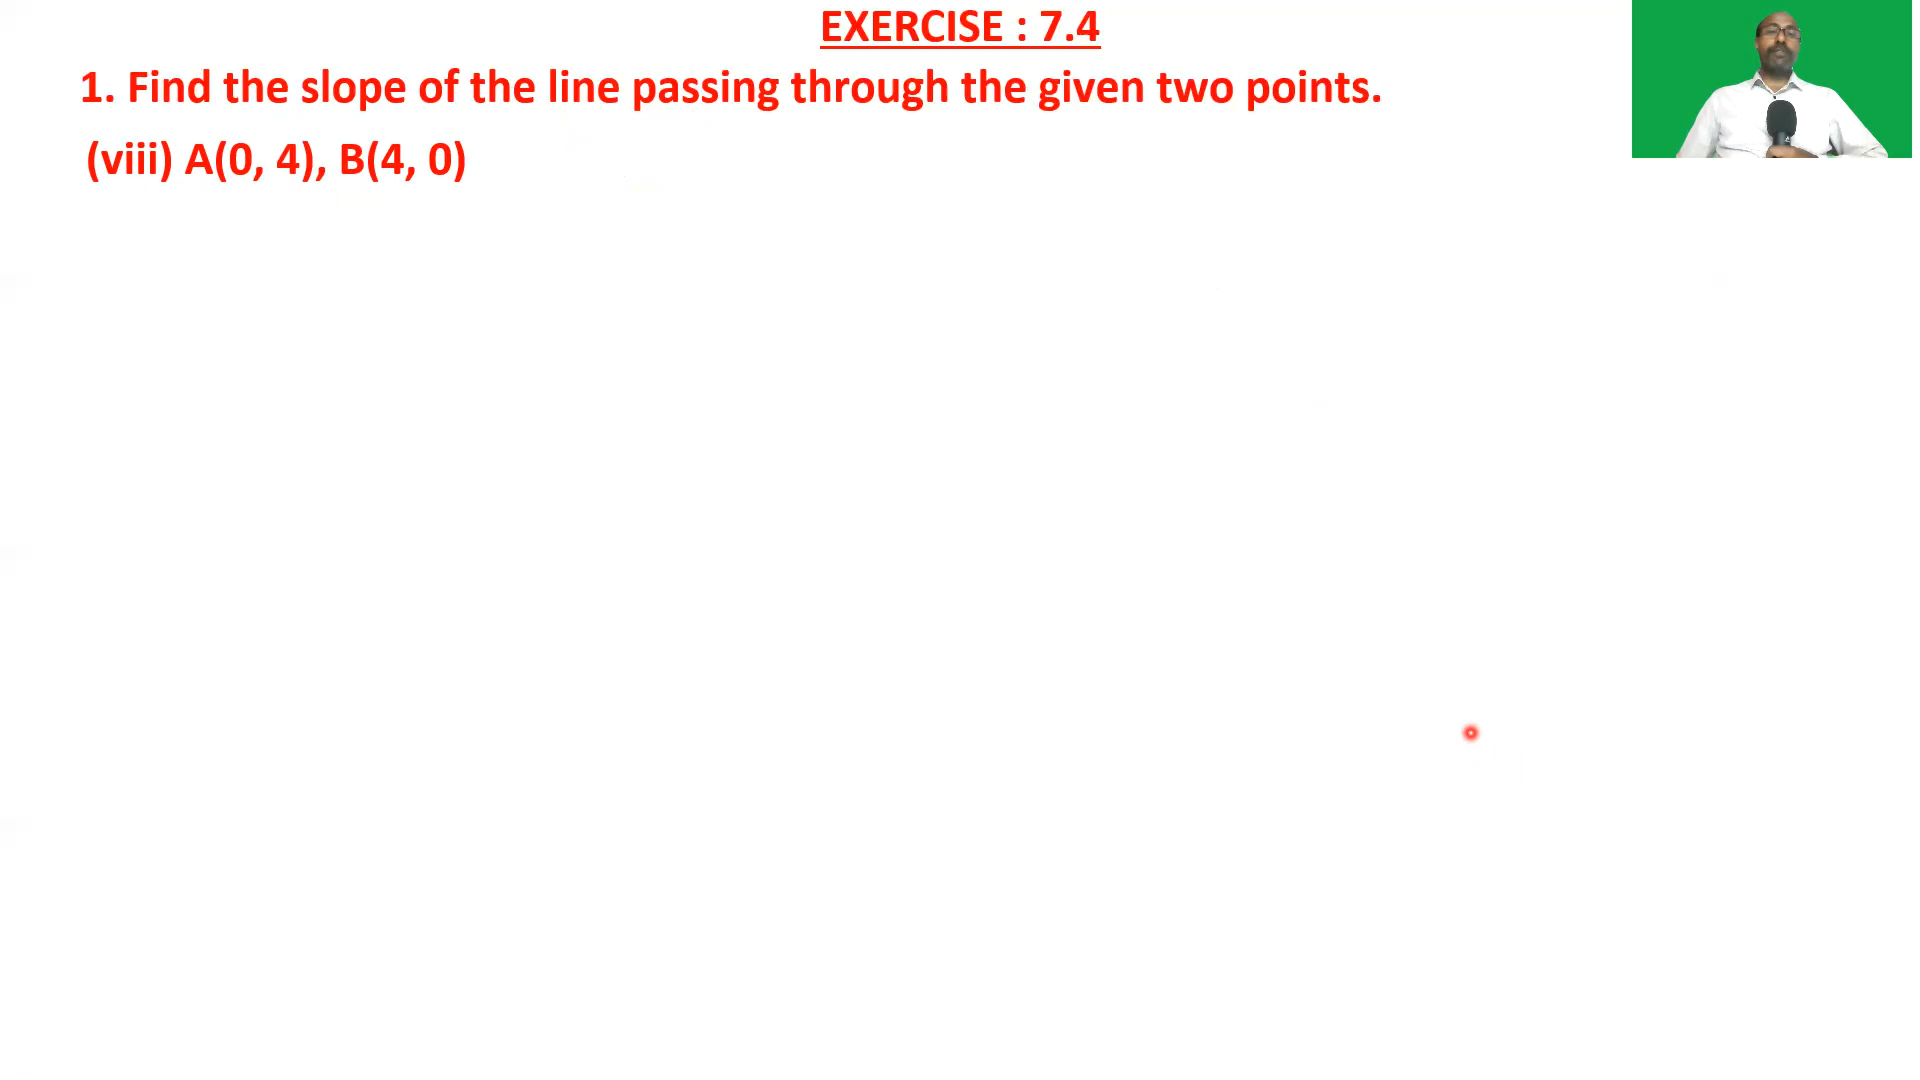 EXERCISE : 7.4
1. Find the slope of the line passing through the given two points.
(viii) A(0, 4), B(4, 0)